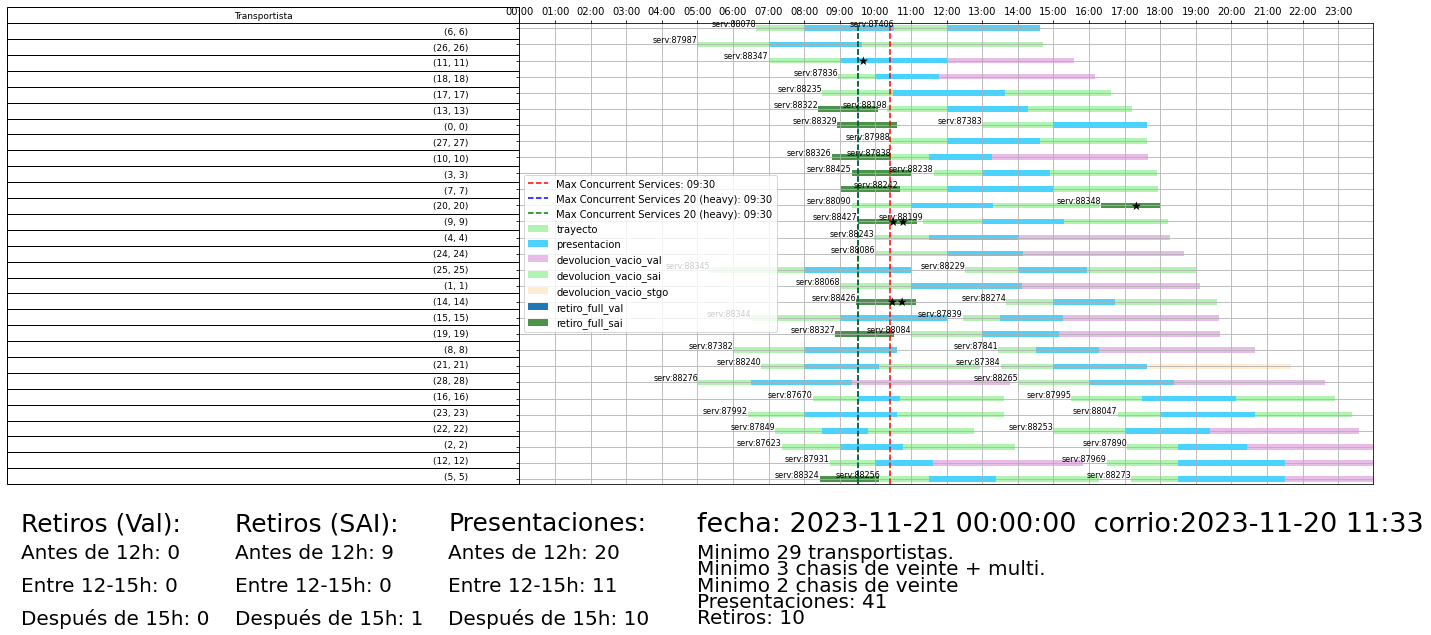 Transportista
00:00 01:00 02:00 03:00 04:00 05:00 06:00 07:00 08:00 09:00 10:00 11:00 12:00 13:00 14:00 15:00 16:00 17:00 18:00 19:00 20:00 21:00 22:00 23:00
(6, 6) serv:88078 serv:87406
(26, 26) serv:87987
(11, 11) serv:88347
(18, 18) serv:87836
(17, 17) serv:88235
(13, 13) serv:88322 serv:88198
(0, 0) serv:88329 serv:87383
(27, 27) serv:87988
(10, 10) serv:88326 serv:87838
(3, 3) serv:88425 serv:88238
(7, 7) serv:88242
(20, 20) serv:88090 serv:88348
(9, 9) serv:88427 serv:88199
(4, 4) serv:88243
(24, 24) serv:88086
(25, 25) serv:88345 serv:88229
(1, 1) serv:88068
(14, 14) serv:88426 serv:88274
(15, 15) serv:88344 serv:87839
(19, 19) serv:88327 serv:88084
(8, 8) serv:87382 serv:87841
(21, 21) serv:88240 serv:87384
(28, 28) serv:88276 serv:88265
(16, 16) serv:87670 serv:87995
(23, 23) serv:87992 serv:88047
(22, 22) serv:87849 serv:88253
(2, 2) serv:87623 serv:87890
(12, 12) serv:87931 serv:87969
(5, 5) serv:88324 serv:88256 serv:88273
Max Concurrent Services: 09:30
Max Concurrent Services 20 (heavy): 09:30
Max Concurrent Services 20 (heavy): 09:30
trayecto
presentacion
devolucion_vacio_val
devolucion_vacio_sai
devolucion_vacio_stgo
retiro_full_val
retiro_full_sai
Retiros (Val):
Antes de 12h: 0
Entre 12-15h: 0
Después de 15h: 0
Retiros (SAI):
Antes de 12h: 9
Entre 12-15h: 0
Después de 15h: 1
Presentaciones:
Antes de 12h: 20
Entre 12-15h: 11
Después de 15h: 10
fecha: 2023-11-21 00:00:00 corrio:2023-11-20 11:33
Minimo 29 transportistas.
Minimo 3 chasis de veinte + multi.
Minimo 2 chasis de veinte
Presentaciones: 41
Retiros: 10